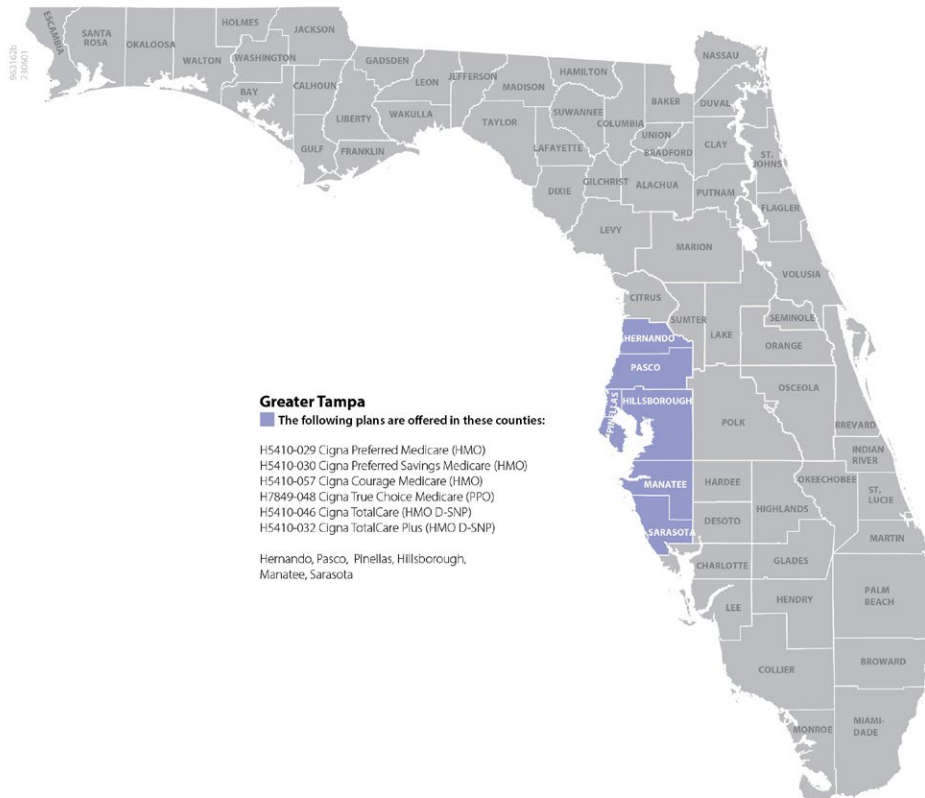 963162b
230601
ESCAMBIA
SANTA
ROSA
OKALOOSA
WALTON
HOLMES
WASHINGTON
JACKSON
BAY
CALHOUN
GULF
GADSDEN
LIBERTY
FRANKLIN
LEON
WAKULLA
JEFFERSON
MADISON
TAYLOR
HAMILTON
SUWANNEE
LAFAYETTE
DIXIE
COLUMBIA
GILCHRIST
BAKER
UNION
BRADFORD
ALACHUA
LEVY
NASSAU
DUVAL
CLAY
ST.
JOHNS
PUTNAM
FLAGLER
MARION
VOLUSIA
CITRUS
SUMTER
LAKE
SEMINOLE
ORANGE
HERNANDO
PASCO
PINELLAS
HILLSBOROUGH
POLK
OSCEOLA
BREVARD
INDIAN
RIVER
MANATEE
HARDEE
OKEECHOBEE
ST.
LUCIE
HIGHLANDS
SARASOTA
DESOTO
MARTIN
CHARLOTTE
GLADES
LEE
HENDRY
PALM
BEACH
COLLIER
BROWARD
MONROE
MIAMI-
DADE
Greater Tampa
The following plans are offered in these counties:
H5410-029 Cigna Preferred Medicare (HMO)
H5410-030 Cigna Preferred Savings Medicare (HMO)
H5410-057 Cigna Courage Medicare (HMO)
H7849-048 Cigna True Choice Medicare (PPO)
H5410-046 Cigna TotalCare (HMO D-SNP)
H5410-032 Cigna TotalCare Plus (HMO D-SNP)
Hernando, Pasco, Pinellas, Hillsborough,
Manatee, Sarasota